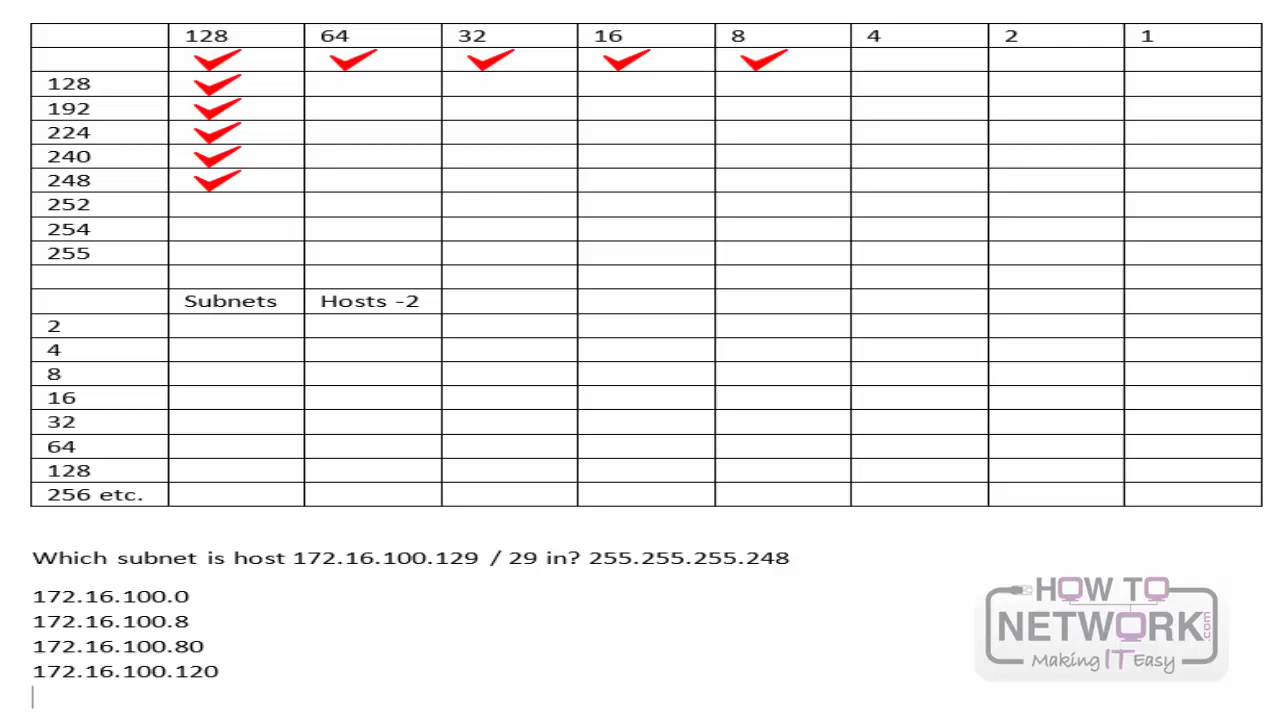 128 64 32 16 8 4 2 1
128
192
224
240
248
252
254
255
Subnets Hosts -2
2
4
8
16
32
64
128
256 etc.
Which subnet is host 172.16.100.129 / 29 in? 255.255.255.248
172.16.100.0
172.16.100.8
172.16.100.80
172.16.100.120
HOW TO
NETWORK.com
Making IT Easy